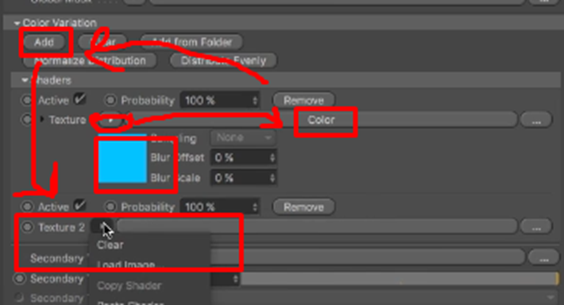 Color Variation
Add Clear Add from Folder
Normalize Distribution Distribute Evenly
Shaders
Active Probability 100 % Remove
Texture Color ...
Sampling None
Blur Offset 0 %
Blur Scale 0 %
Active Probability 100 % Remove
Texture 2 ...
Clear
Secondary ...
Load Image
Secondary
Copy Shader
Secondary